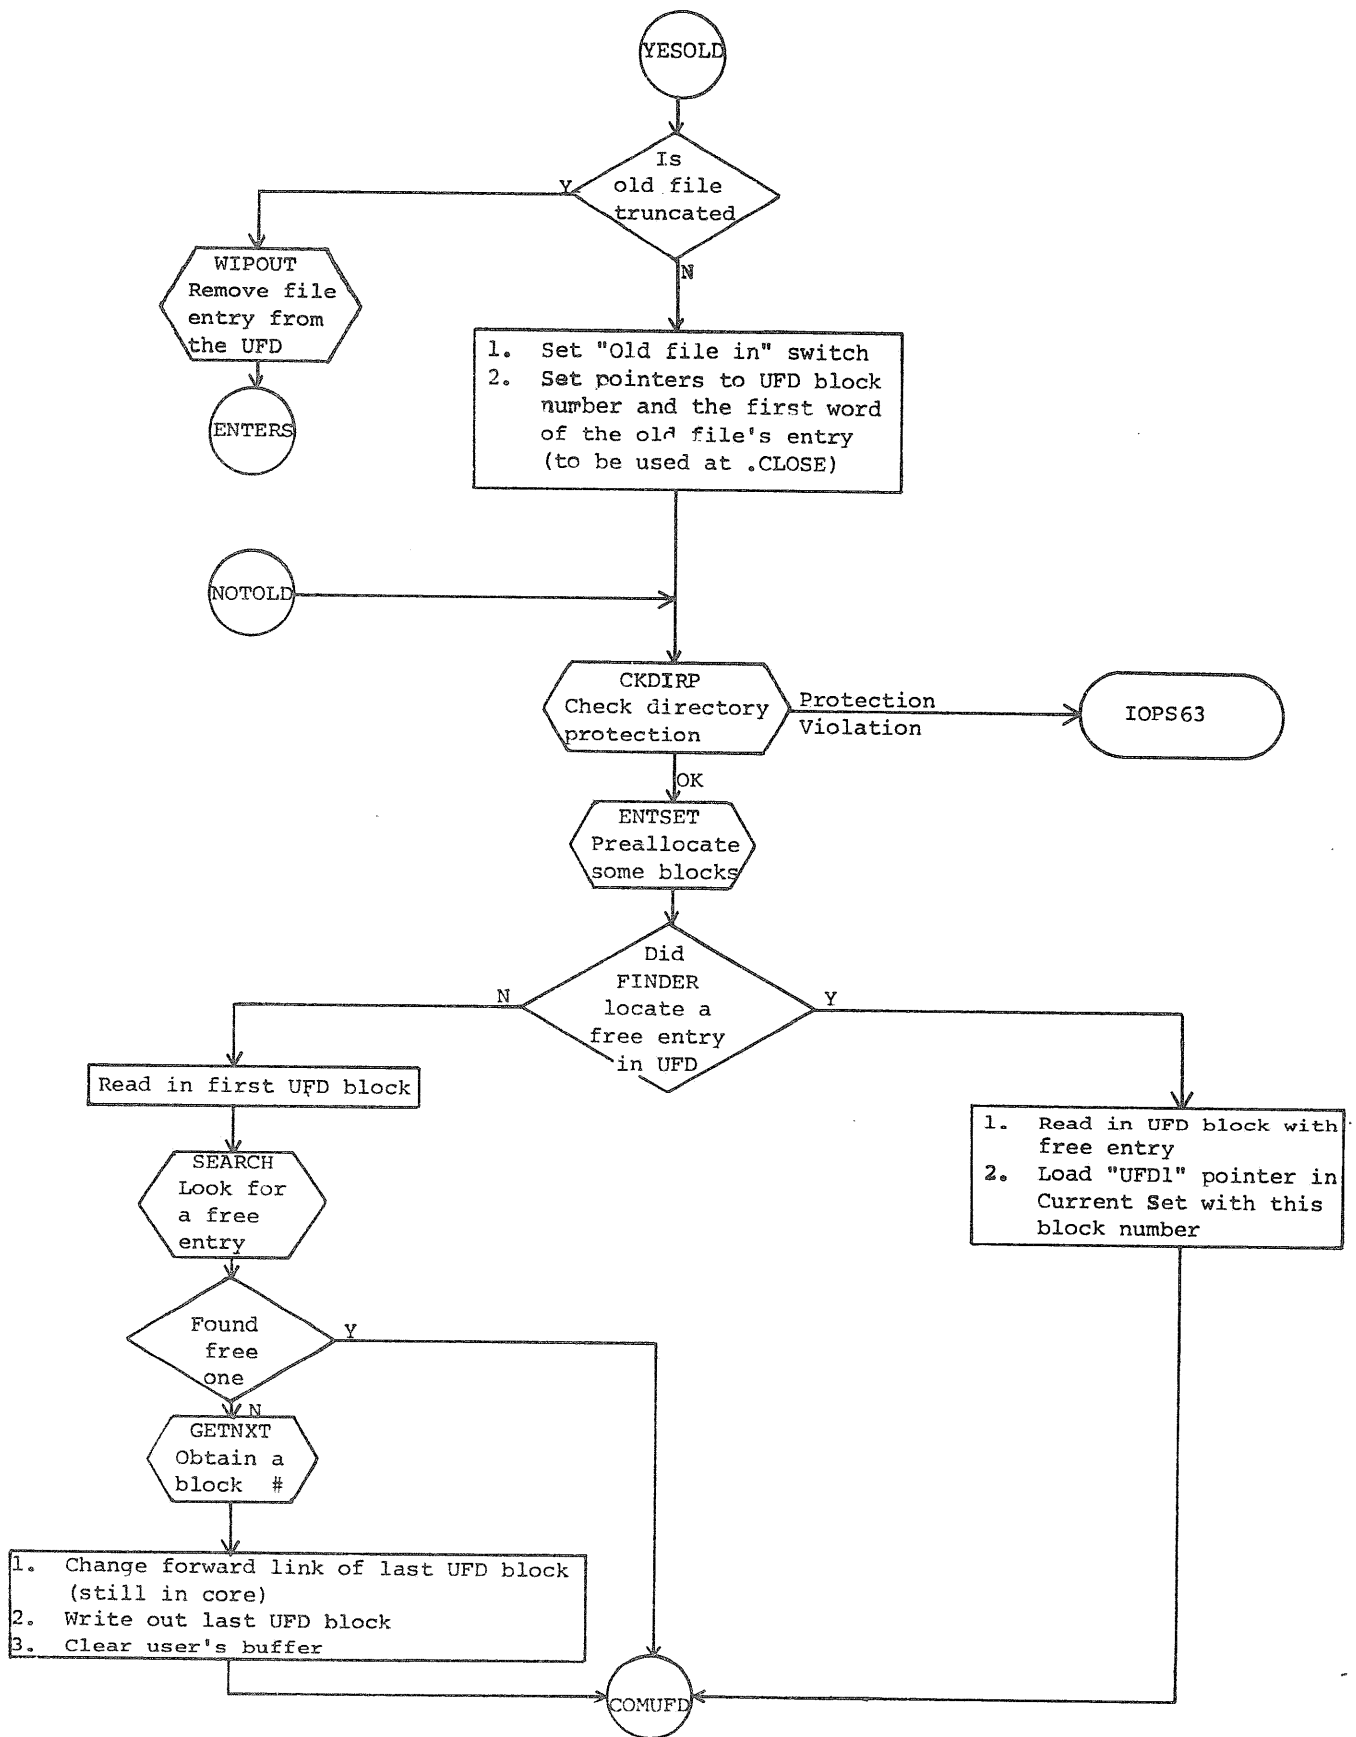 YESOLD
Is
old file
truncated
Y
N
WIPOUT
Remove file
entry from
the UFD
ENTERS
1. Set "Old file in" switch
2. Set pointers to UFD block
number and the first word
of the old file's entry
(to be used at .CLOSE)
NOTOLD
CKDIRP
Check directory
protection
Protection
Violation
IOPS63
OK
ENTSET
Preallocate
some blocks
Did
FINDER
locate a
free entry
in UFD
N
Y
Read in first UFD block
1. Read in UFD block with
free entry
2. Load "UFD1" pointer in
Current Set with this
block number
SEARCH
Look for
a free
entry
Found
free
one
Y
N
GETNXT
Obtain a
block #
1. Change forward link of last UFD block
(still in core)
2. Write out last UFD block
3. Clear user's buffer
COMUFD